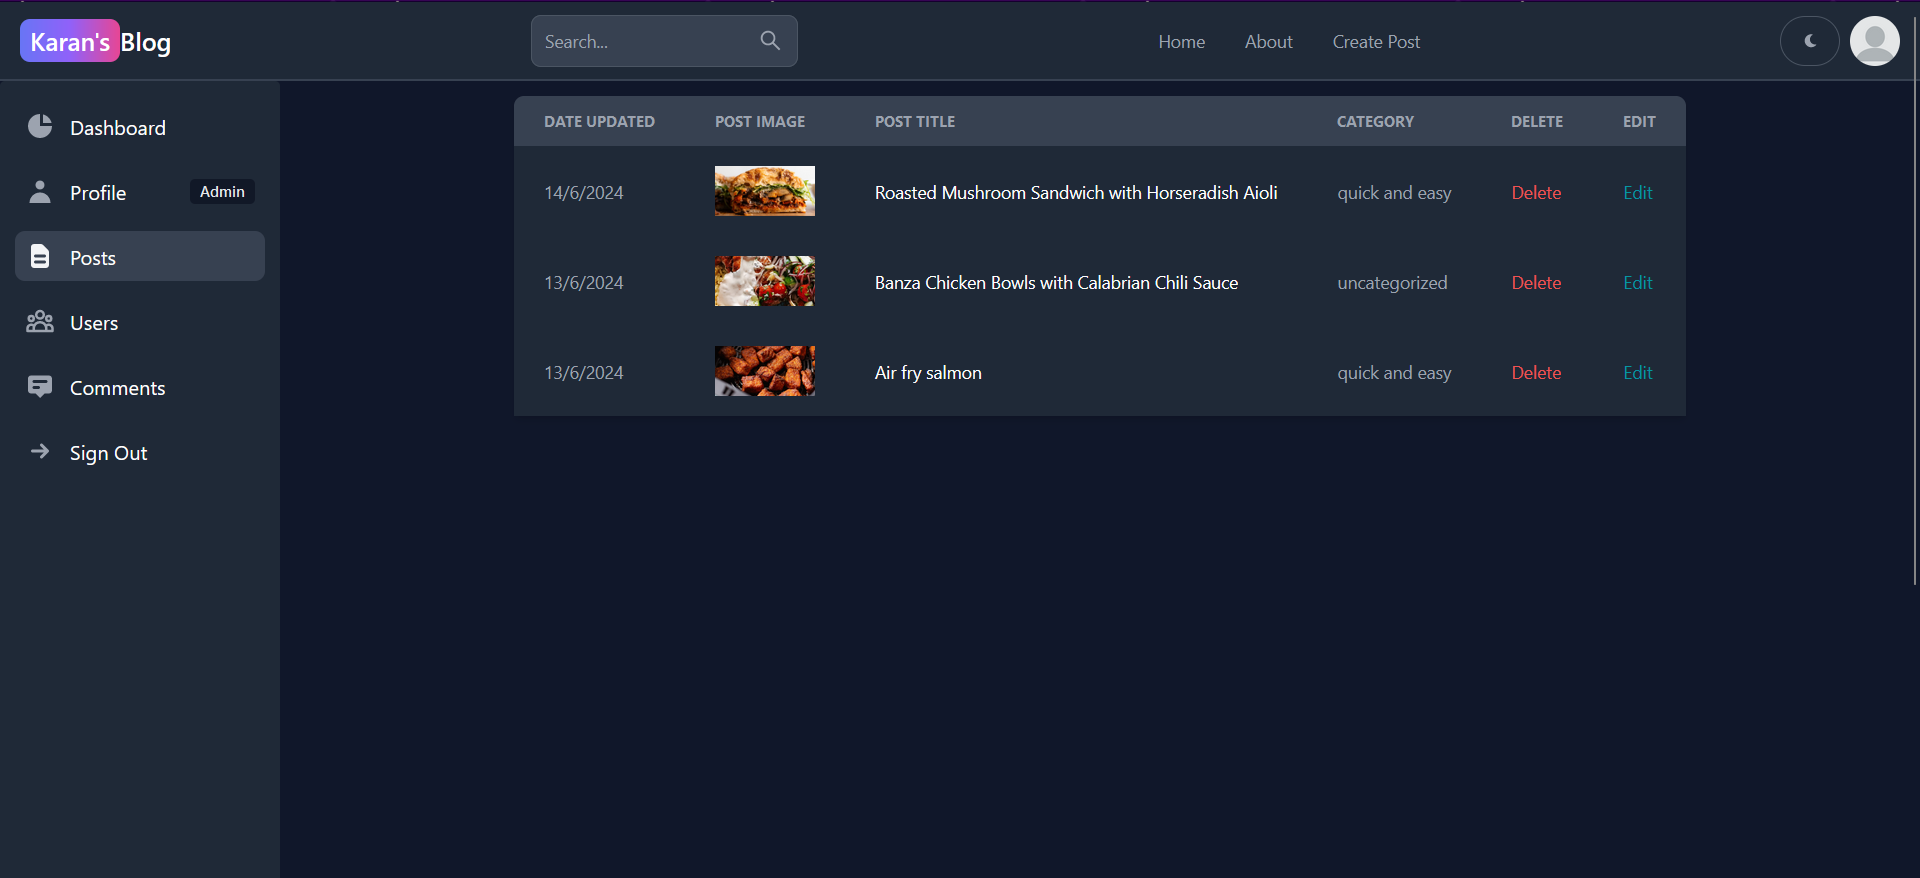 Karan's Blog
Search...
Home About Create Post
Dashboard
Profile Admin
Posts
Users
Comments
Sign Out
DATE UPDATED POST IMAGE POST TITLE CATEGORY DELETE EDIT
14/6/2024 Roasted Mushroom Sandwich with Horseradish Aioli quick and easy Delete Edit
13/6/2024 Banza Chicken Bowls with Calabrian Chili Sauce uncategorized Delete Edit
13/6/2024 Air fry salmon quick and easy Delete Edit